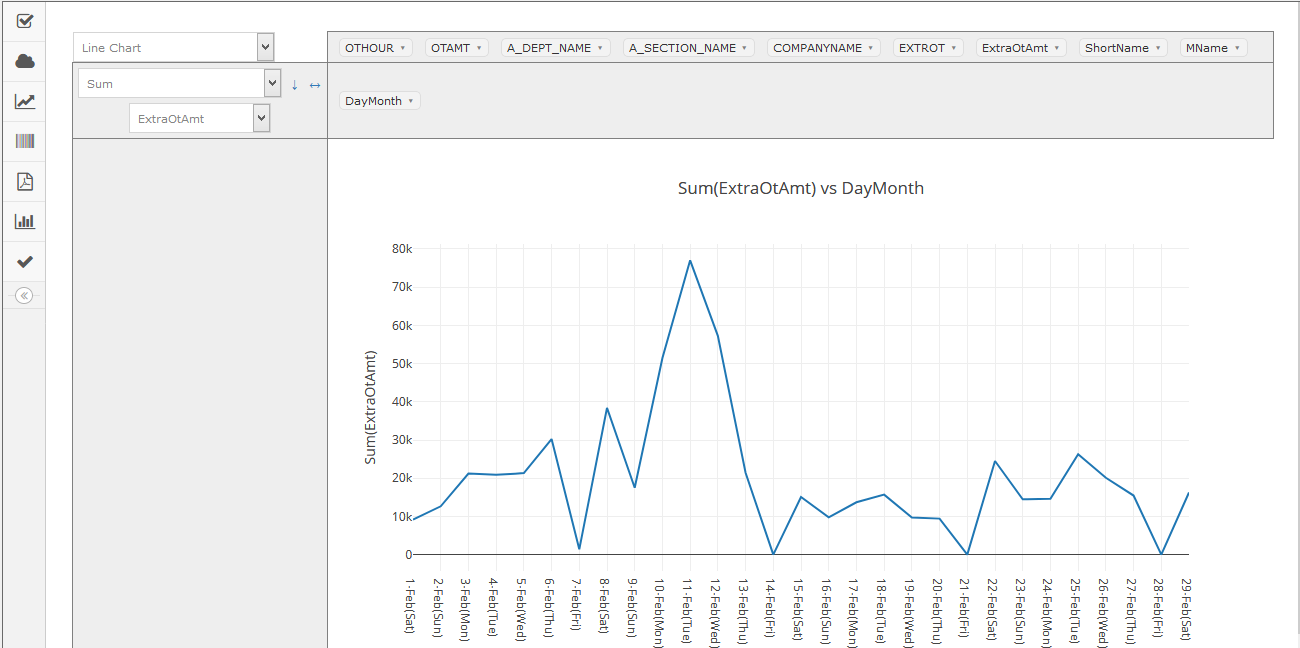 Line Chart
OTHOUR ▾ OTAMT ▾ A_DEPT_NAME ▾ A_SECTION_NAME ▾ COMPANYNAME ▾ EXTROT ▾ ExtraOtAmt ▾ ShortName ▾ MName ▾
Sum ↓ ↔
ExtraOtAmt
DayMonth ▾
Sum(ExtraOtAmt) vs DayMonth
80k
70k
60k
50k
40k
30k
20k
10k
0
Sum(ExtraOtAmt)
1-Feb(Sat)
2-Feb(Sun)
3-Feb(Mon)
4-Feb(Tue)
5-Feb(Wed)
6-Feb(Thu)
7-Feb(Fri)
8-Feb(Sat)
9-Feb(Sun)
10-Feb(Mon)
11-Feb(Tue)
12-Feb(Wed)
13-Feb(Thu)
14-Feb(Fri)
15-Feb(Sat)
16-Feb(Sun)
17-Feb(Mon)
18-Feb(Tue)
19-Feb(Wed)
20-Feb(Thu)
21-Feb(Fri)
22-Feb(Sat)
23-Feb(Sun)
24-Feb(Mon)
25-Feb(Tue)
26-Feb(Wed)
27-Feb(Thu)
28-Feb(Fri)
29-Feb(Sat)